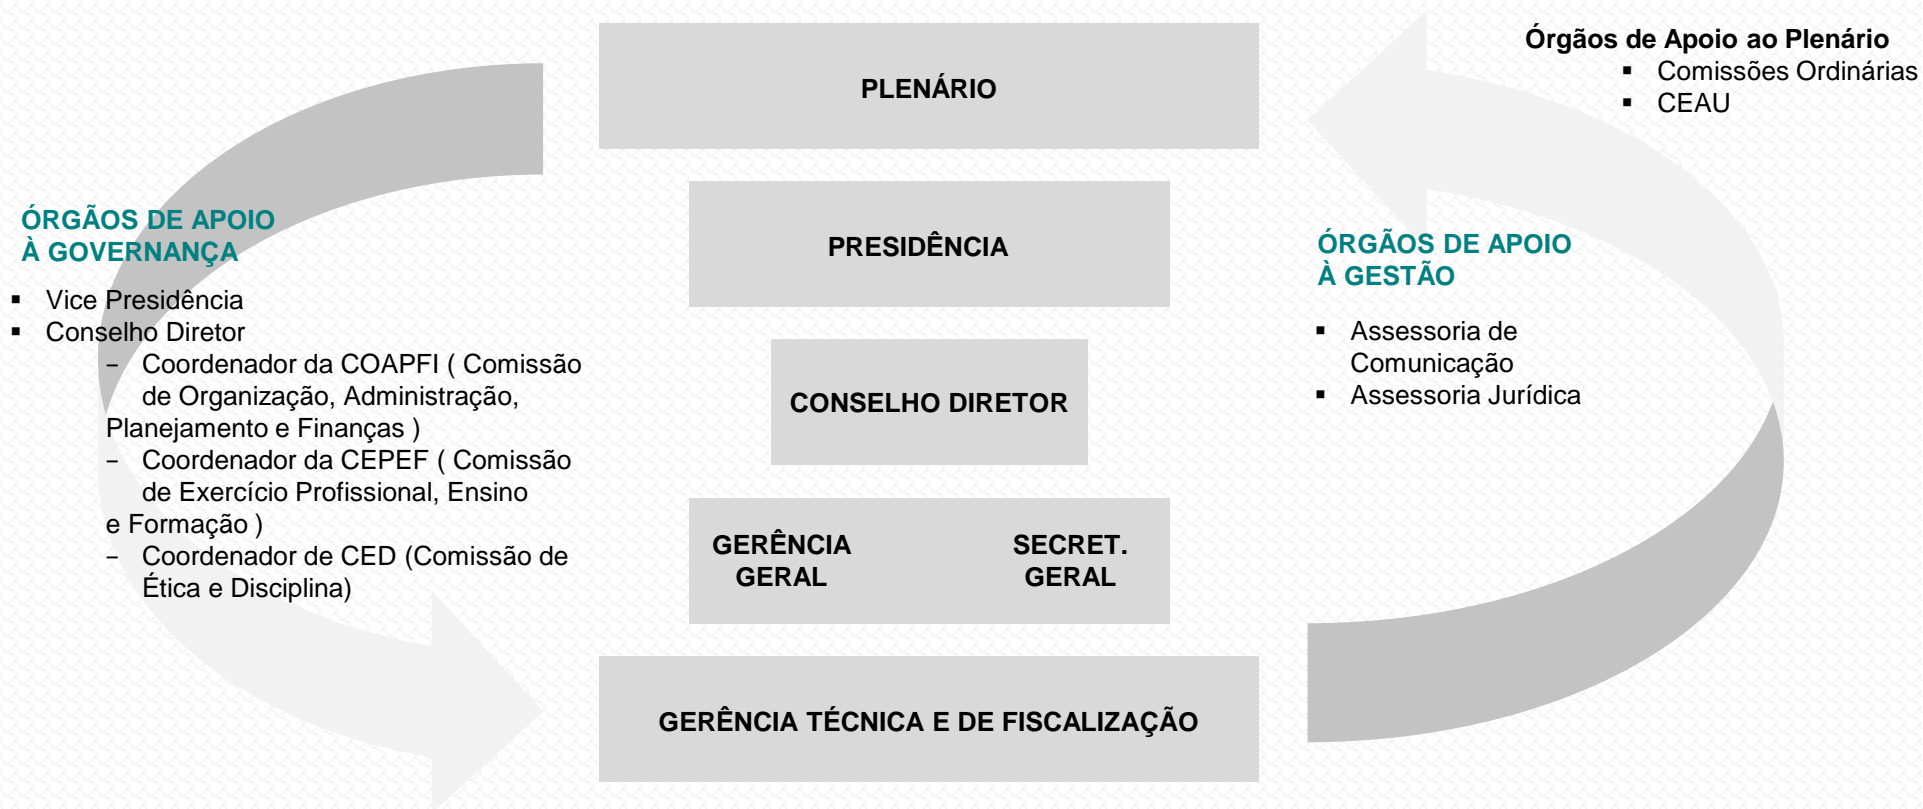 Órgãos de Apoio ao Plenário
▪ Comissões Ordinárias
▪ CEAU
PLENÁRIO
PRESIDÊNCIA
CONSELHO DIRETOR
GERÊNCIA
GERAL
SECRET.
GERAL
GERÊNCIA TÉCNICA E DE FISCALIZAÇÃO
ÓRGÃOS DE APOIO
À GOVERNANÇA
▪ Vice Presidência
▪ Conselho Diretor
– Coordenador da COAPFI ( Comissão
de Organização, Administração,
Planejamento e Finanças )
– Coordenador da CEPEF ( Comissão
de Exercício Profissional, Ensino
e Formação )
– Coordenador de CED (Comissão de
Ética e Disciplina)
ÓRGÃOS DE APOIO
À GESTÃO
▪ Assessoria de
Comunicação
▪ Assessoria Jurídica